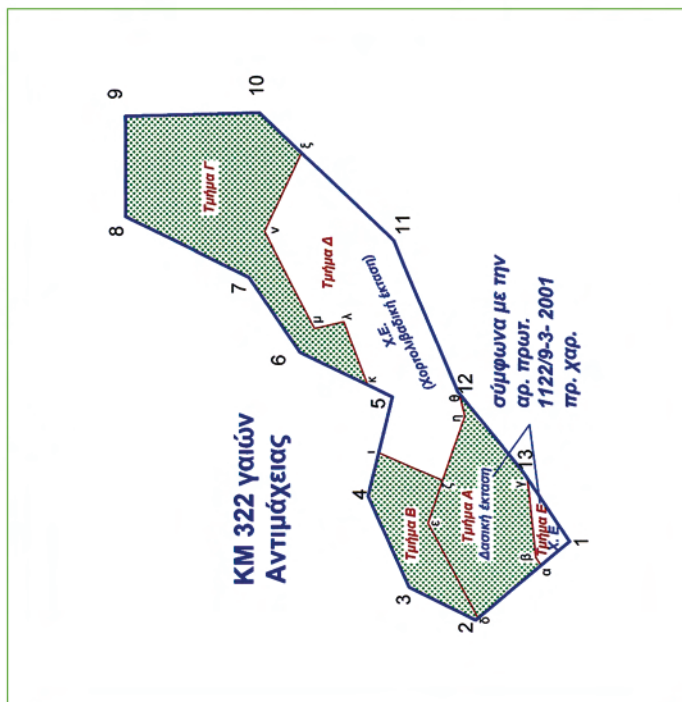 9
10
8
Τμήμα Γ
ξ
ν
7
11
Τμήμα Δ
μ
λ
6
Χ.Ε.
(Χορτολιβαδική έκταση)
κ
5
ΚΜ 322 γαιών
Αντιμάχειας
σύμφωνα με την
αρ. πρωτ.
1122/9-3- 2001
πρ. χαρ.
12
θ
η
ι
4
ζ
13
γ
Τμήμα Β
ε
Τμήμα Α
Δασική έκταση
Τμήμα Ε
Χ. Ε
β
α
1
3
2
δ